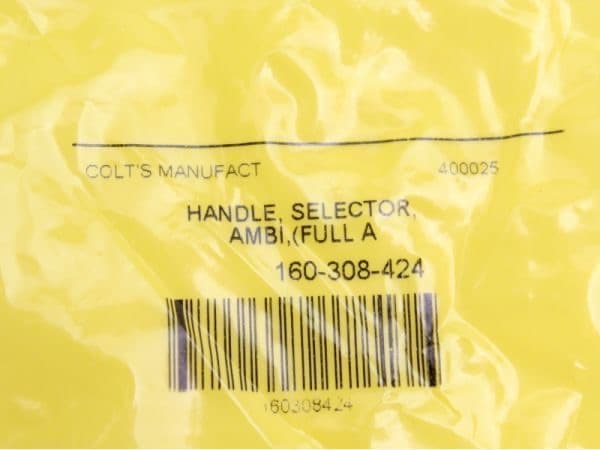 COLT'S MANUFACT 400025
HANDLE, SELECTOR,
AMBI,(FULL A
160-308-424
160308424